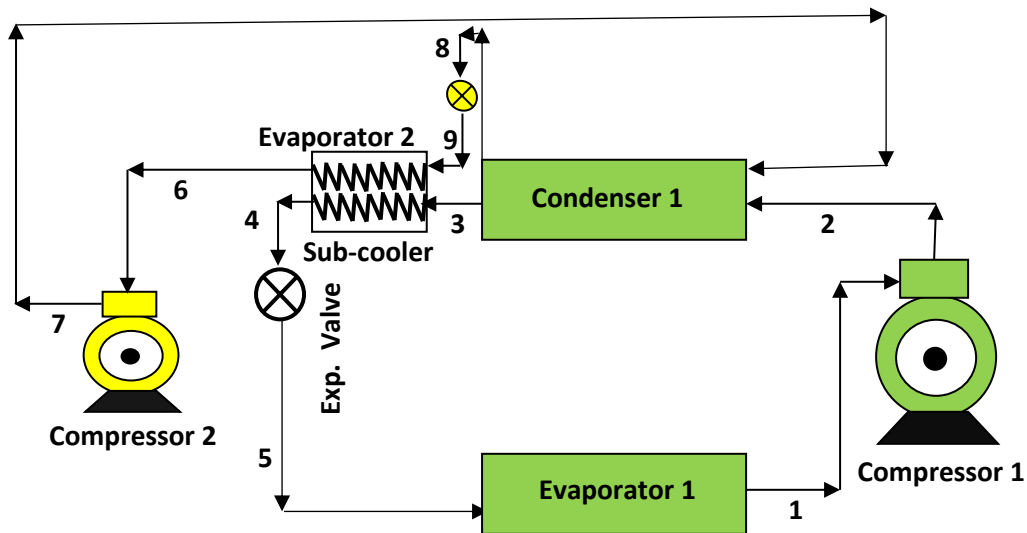 8
Evaporator 2
9
6
4
3
Condenser 1
2
Sub-cooler
7
Exp. Valve
Compressor 2
5
Evaporator 1
1
Compressor 1